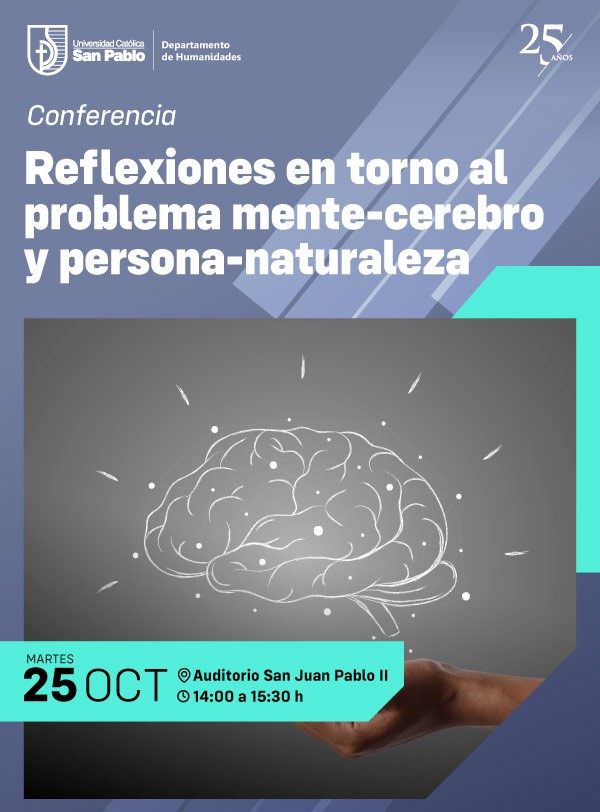 Universidad Católica
San Pablo
Departamento
de Humanidades
25
AÑOS
Conferencia
Reflexiones en torno al
problema mente-cerebro
y persona-naturaleza
MARTES
25 OCT
Auditorio San Juan Pablo II
14:00 a 15:30 h